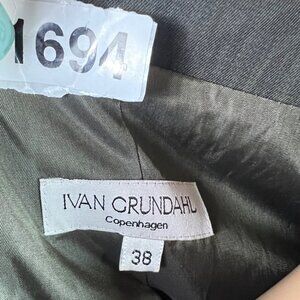 1694
IVAN GRUNDAHL
Copenhagen
38